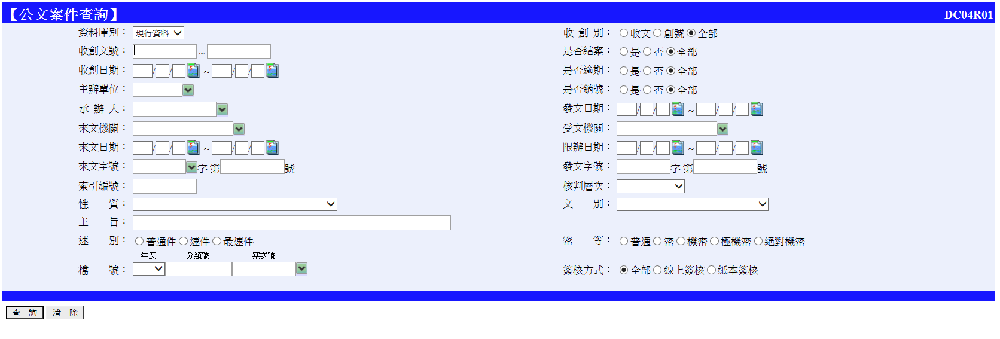 【公文案件查詢】 DC04R01
資料庫別： 現行資料 收 創 別： 收文 創號 全部
收創文號： ~ 是否結案： 是 否 全部
收創日期： / / ~ / / 是否逾期： 是 否 全部
主辦單位： 是否銷號： 是 否 全部
承 辦 人： 發文日期： / / ~ / /
來文機關： 受文機關：
來文日期： / / ~ / / 限辦日期： / / ~ / /
來文字號： 字 第 號 發文字號： 字 第 號
索引編號： 核判層次：
性 質： 文 別：
主 旨：
速 別： 普通件 速件 最速件 密 等： 普通 密 機密 極機密 絕對機密
年度 分類號 案次號
檔 號： 簽核方式： 全部 線上簽核 紙本簽核
查 詢 清 除